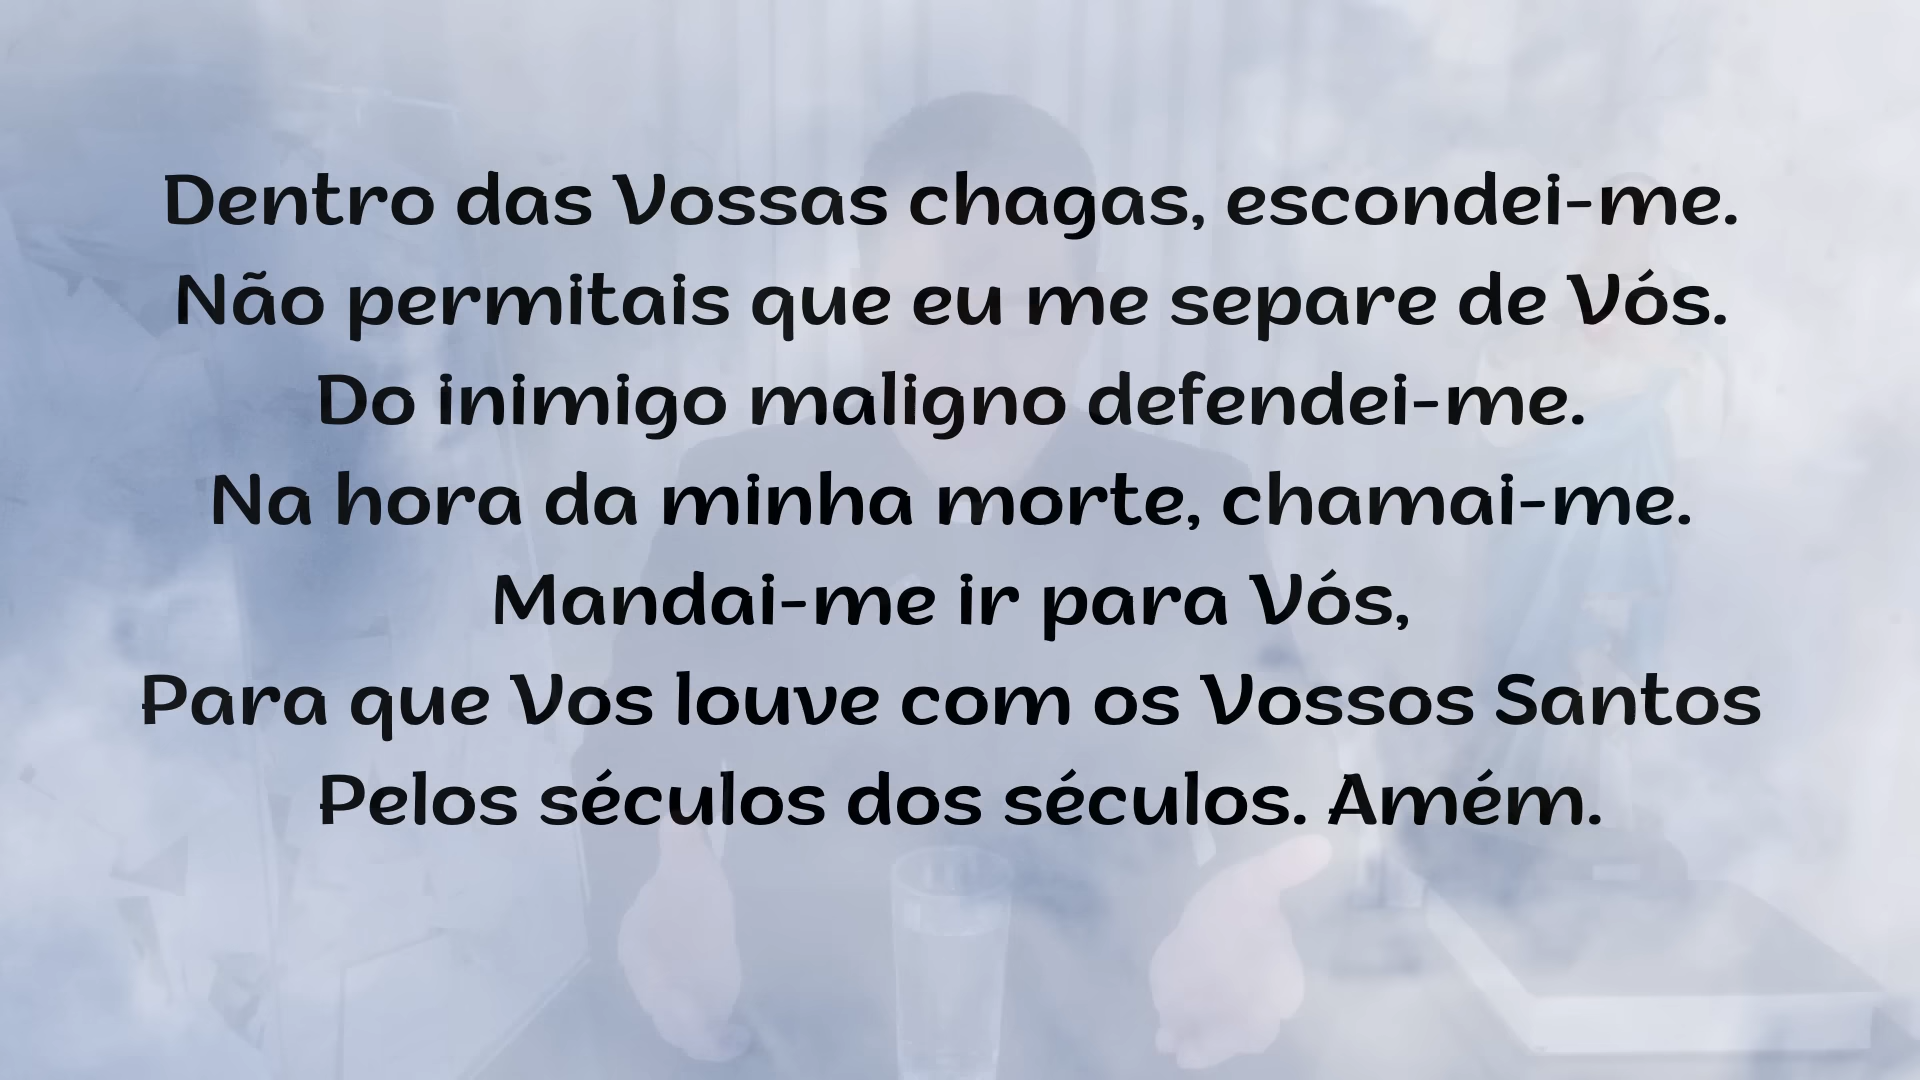 Dentro das Vossas chagas, escondei-me.
Não permitais que eu me separe de Vós.
Do inimigo maligno defendei-me.
Na hora da minha morte, chamai-me.
Mandai-me ir para Vós,
Para que Vos louve com os Vossos Santos
Pelos séculos dos séculos. Amém.